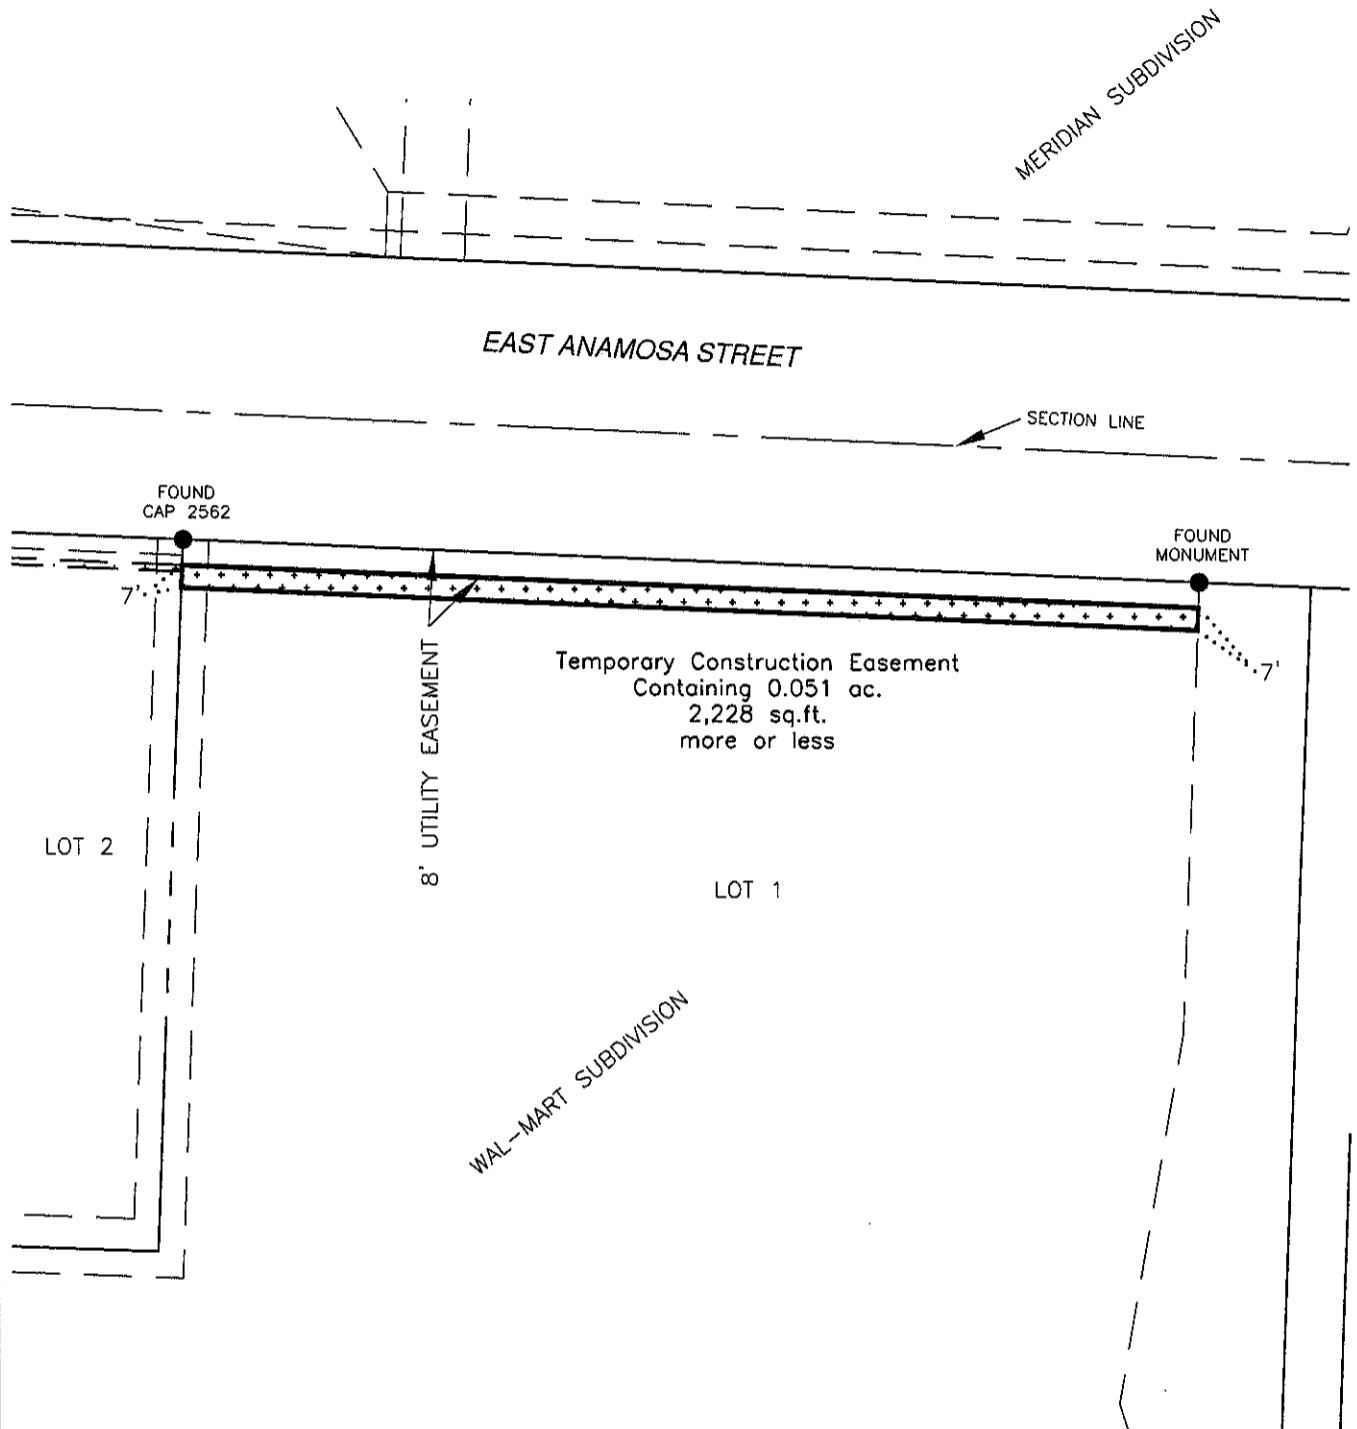 MERIDIAN SUBDIVISION
EAST ANAMOSA STREET
SECTION LINE
FOUND
CAP 2562
FOUND
MONUMENT
7'
7'
8' UTILITY EASEMENT
Temporary Construction Easement
Containing 0.051 ac.
2,228 sq.ft.
more or less
LOT 2
LOT 1
WAL-MART SUBDIVISION